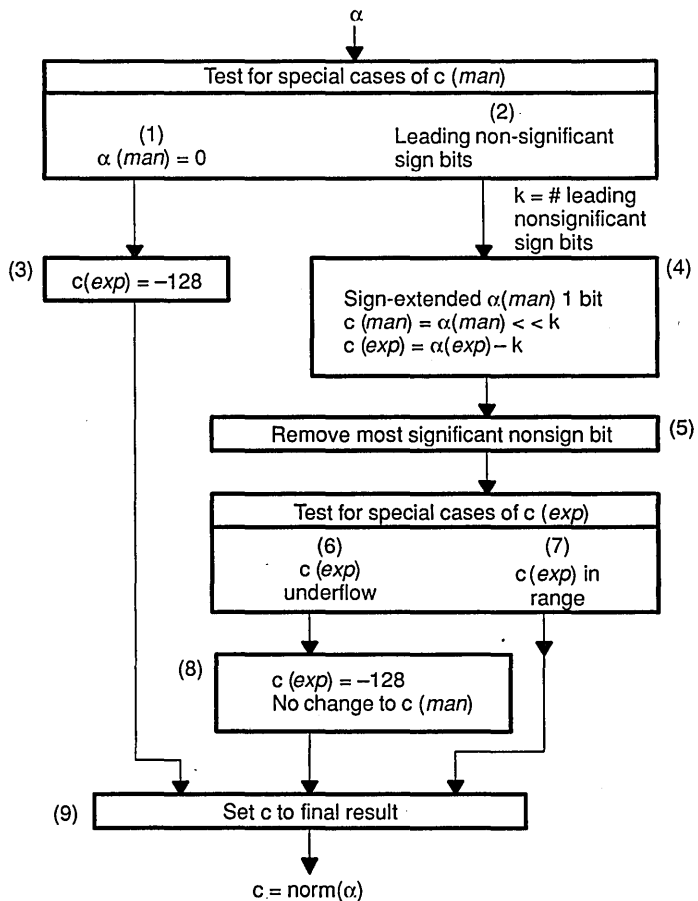 α
Test for special cases of c (man)
(1)
α (man) = 0
(2)
Leading non-significant
sign bits
k = # leading
nonsignificant
sign bits
(3)
c(exp) = –128
(4)
Sign-extended α(man) 1 bit
c (man) = α(man) < < k
c (exp) = α(exp) – k
Remove most significant nonsign bit
(5)
Test for special cases of c (exp)
(6)
c (exp)
underflow
(7)
c (exp) in
range
(8)
c (exp) = –128
No change to c (man)
(9)
Set c to final result
c = norm(α)